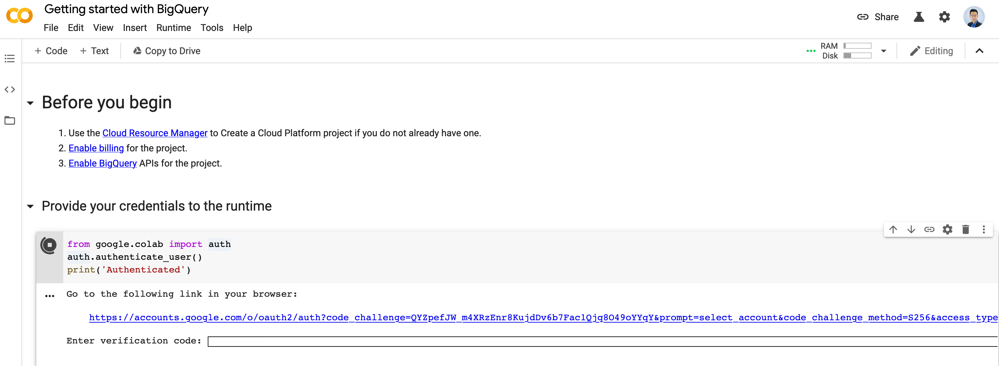 Getting started with BigQuery
File Edit View Insert Runtime Tools Help
Share
+ Code + Text Copy to Drive
RAM
Disk
Editing
Before you begin
1. Use the Cloud Resource Manager to Create a Cloud Platform project if you do not already have one.
2. Enable billing for the project.
3. Enable BigQuery APIs for the project.
Provide your credentials to the runtime
from google.colab import auth
auth.authenticate_user()
print('Authenticated')
Go to the following link in your browser:
https://accounts.google.com/o/oauth2/auth?code_challenge=QYZpefJW_m4XRzEnr8KujdDv6b7Fac1Qjq8O49oYYqY&prompt=select_account&code_challenge_method=S256&access_type
Enter verification code: